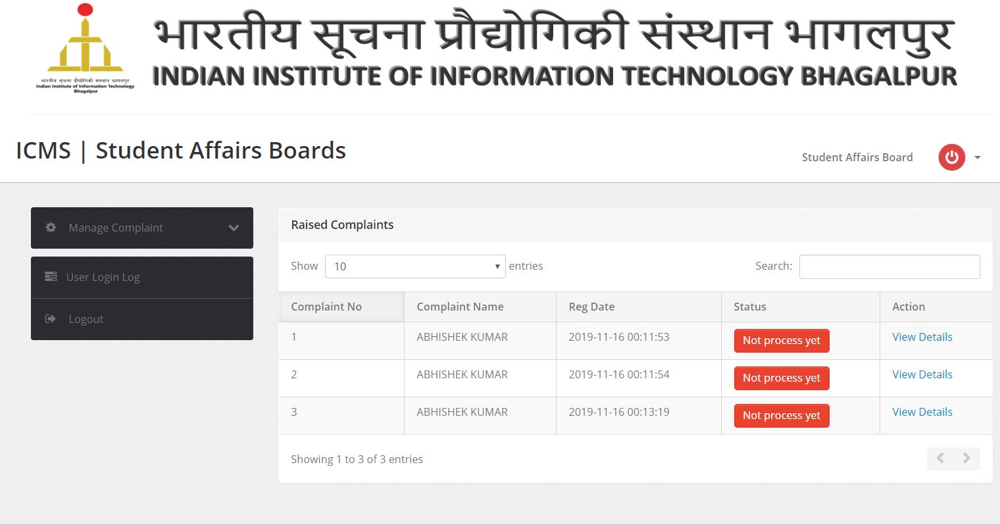 भारतीय सूचना प्रौद्योगिकी संस्थान भागलपुर
INDIAN INSTITUTE OF INFORMATION TECHNOLOGY BHAGALPUR
भारतीय सूचना प्रौद्योगिकी संस्थान भागलपुर
Indian Institute of Information Technology
Bhagalpur
ICMS | Student Affairs Boards
Student Affairs Board
Manage Complaint
User Login Log
Logout
Raised Complaints
Show 10 entries Search:
Complaint No Complaint Name Reg Date Status Action
1 ABHISHEK KUMAR 2019-11-16 00:11:53 Not process yet View Details
2 ABHISHEK KUMAR 2019-11-16 00:11:54 Not process yet View Details
3 ABHISHEK KUMAR 2019-11-16 00:13:19 Not process yet View Details
Showing 1 to 3 of 3 entries